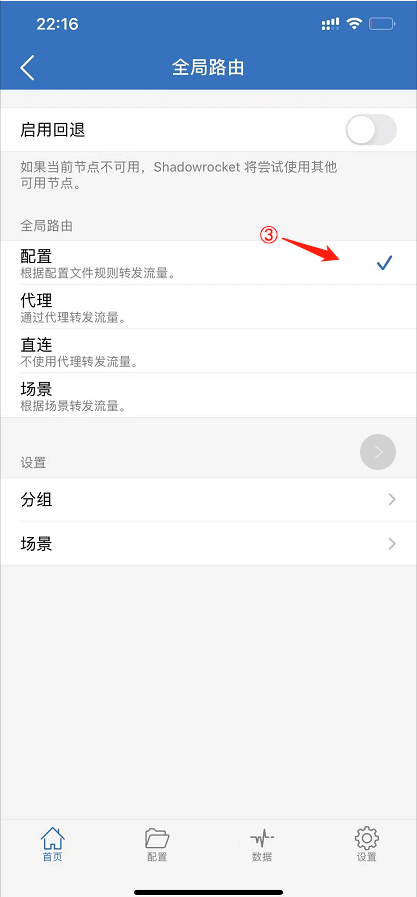 22:16
全局路由
启用回退
如果当前节点不可用，Shadowrocket 将尝试使用其他
可用节点。
全局路由
③
配置
根据配置文件规则转发流量。
代理
通过代理转发流量。
直连
不使用代理转发流量。
场景
根据场景转发流量。
设置
分组
场景
首页
配置
数据
设置